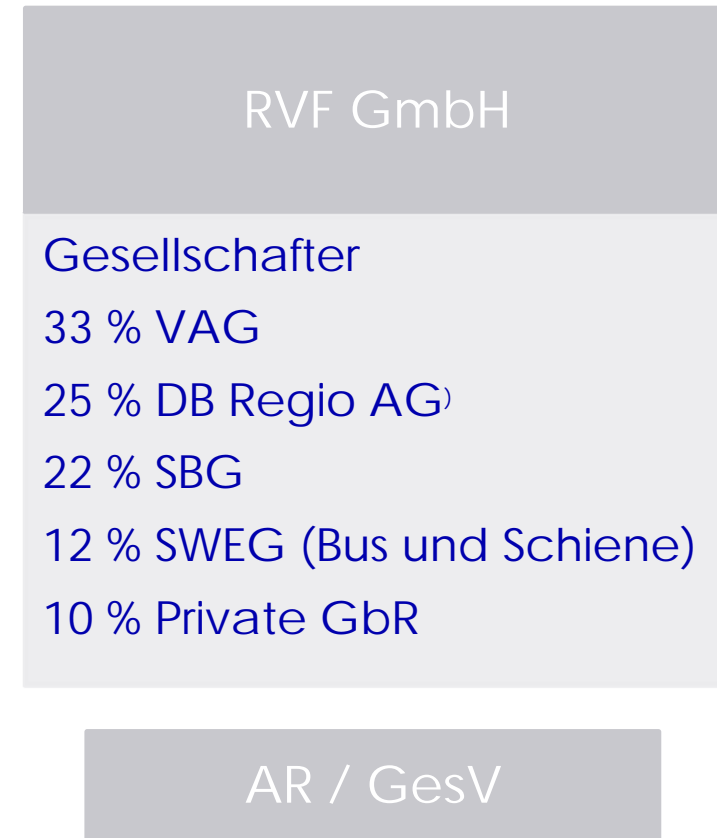 RVF GmbH
Gesellschafter
33 % VAG
25 % DB Regio AG⁾
22 % SBG
12 % SWEG (Bus und Schiene)
10 % Private GbR
AR / GesV